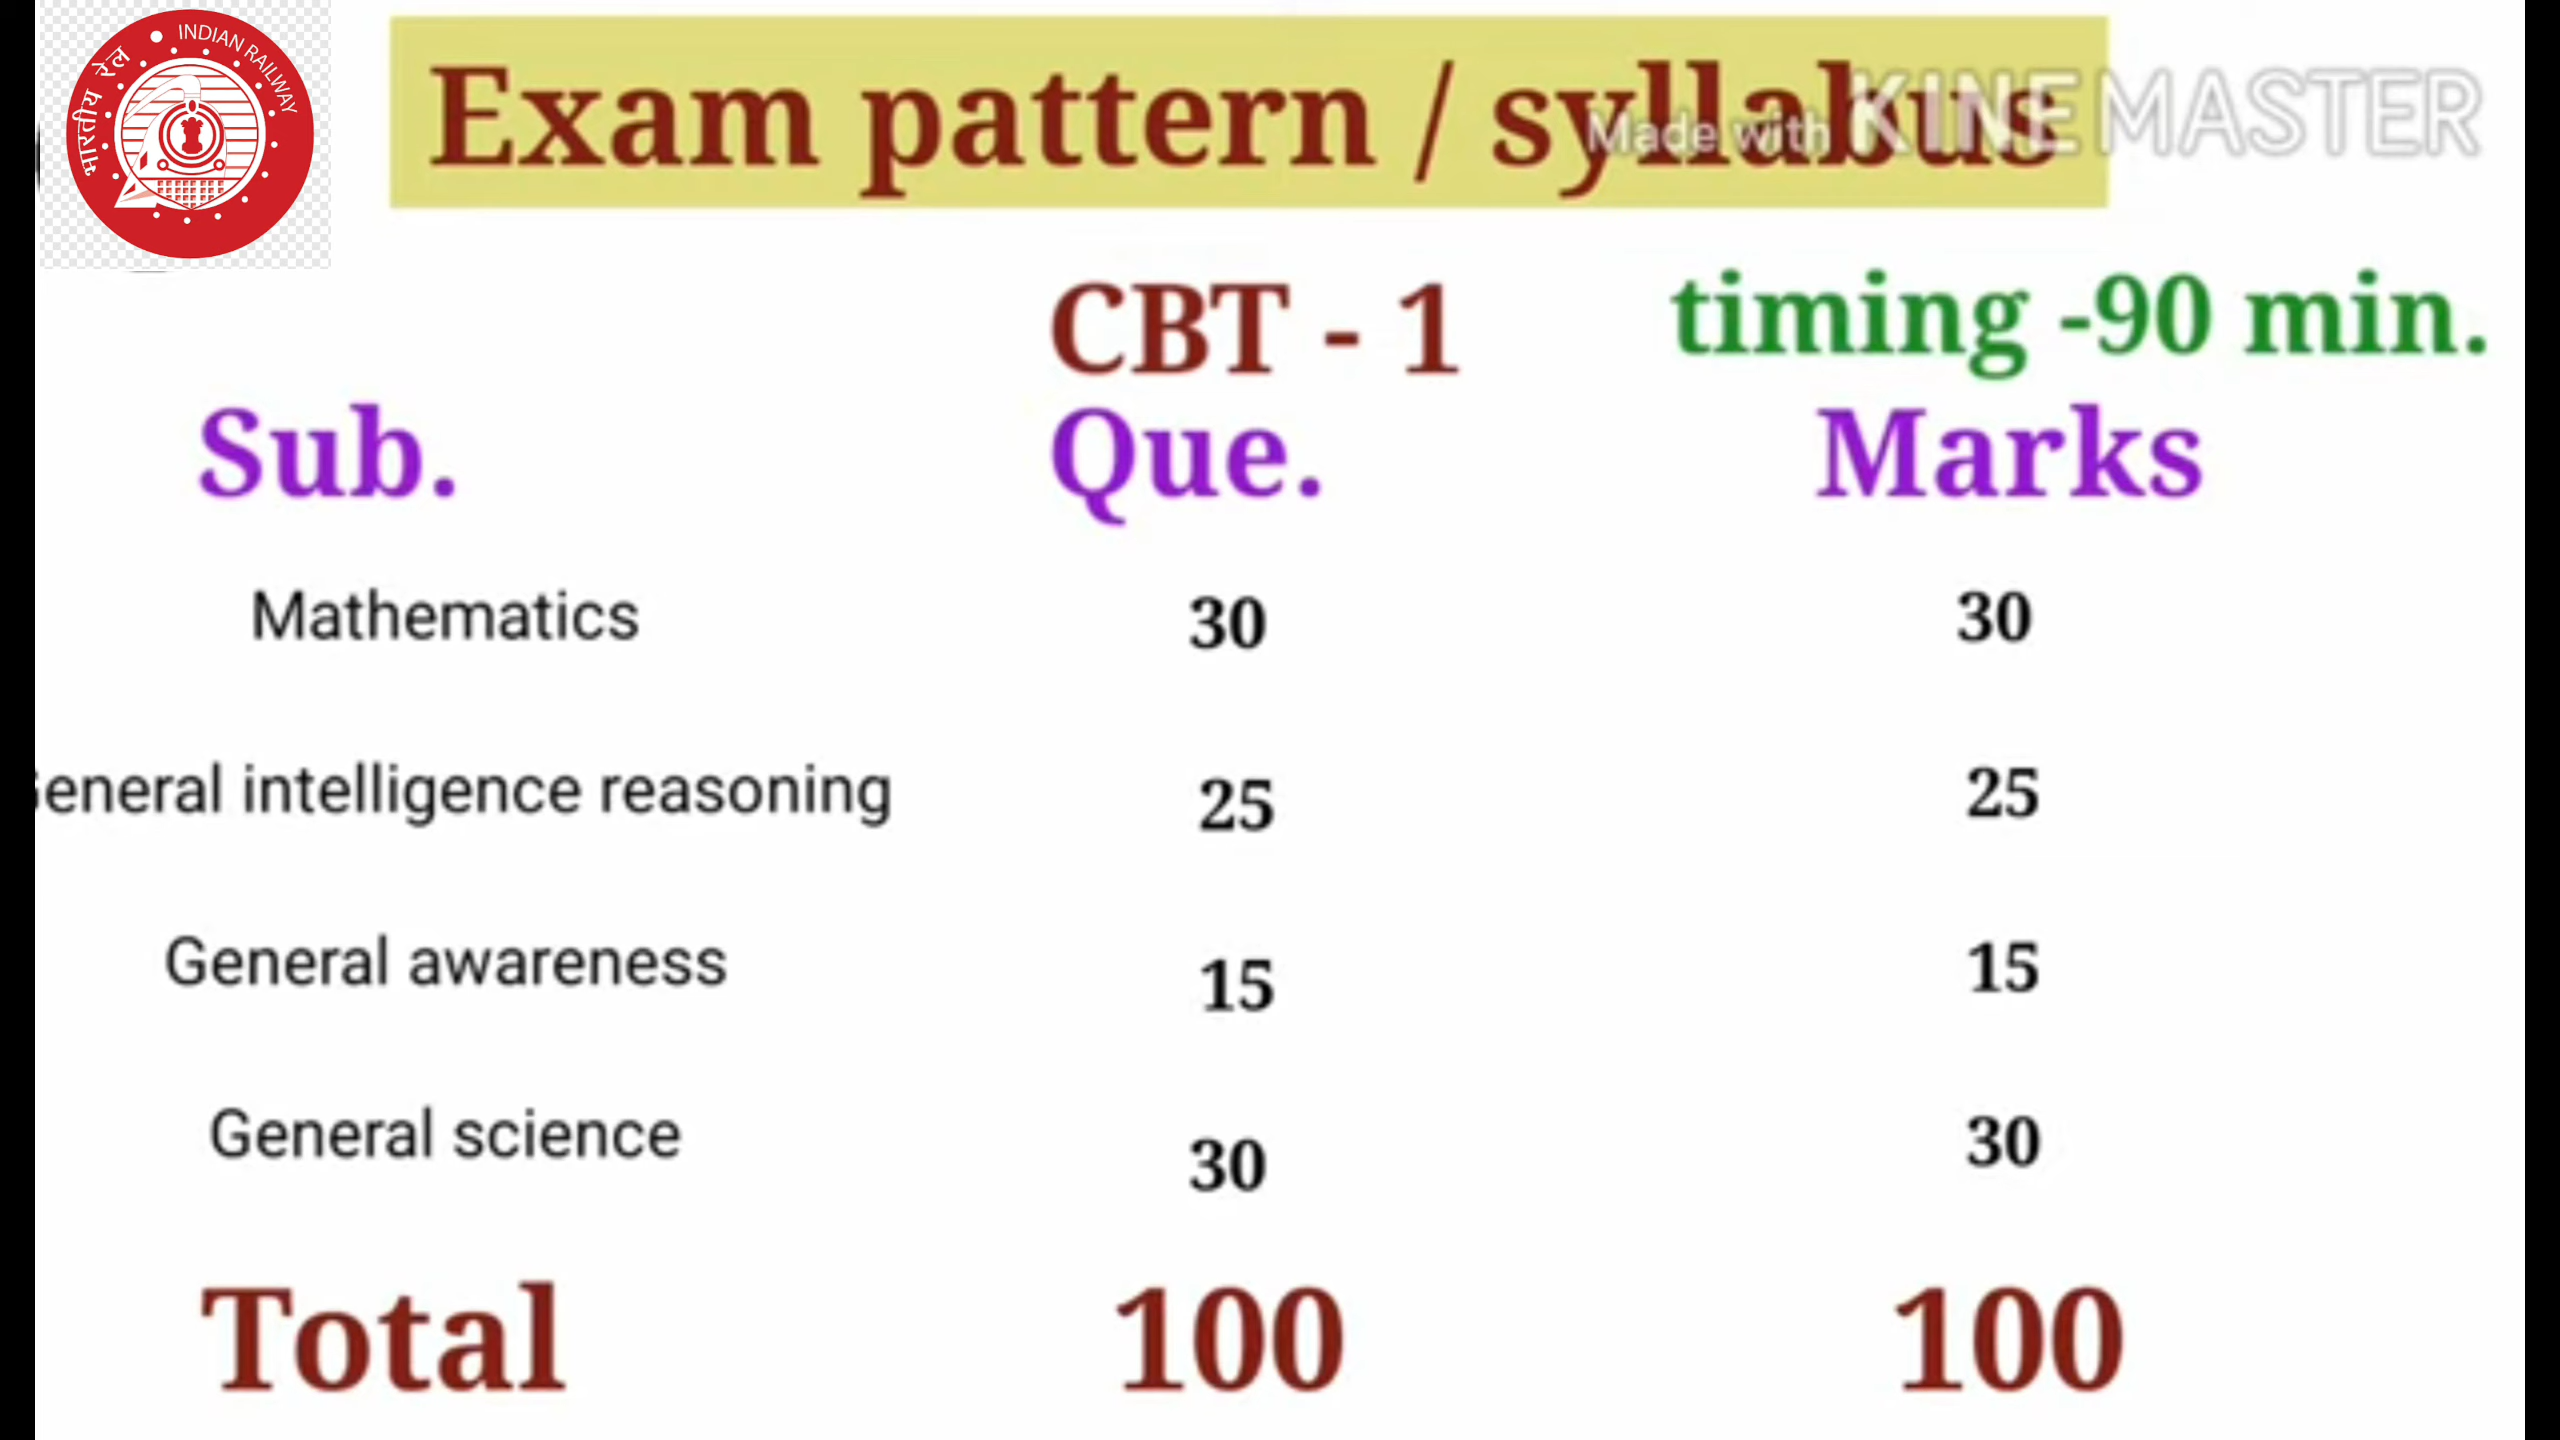 भारतीय रेल • INDIAN RAILWAY
Exam pattern / syllabus
Made with KINEMASTER
CBT - 1 timing -90 min.
Sub. Que. Marks
Mathematics 30 30
eneral intelligence reasoning 25 25
General awareness 15 15
General science 30 30
Total 100 100